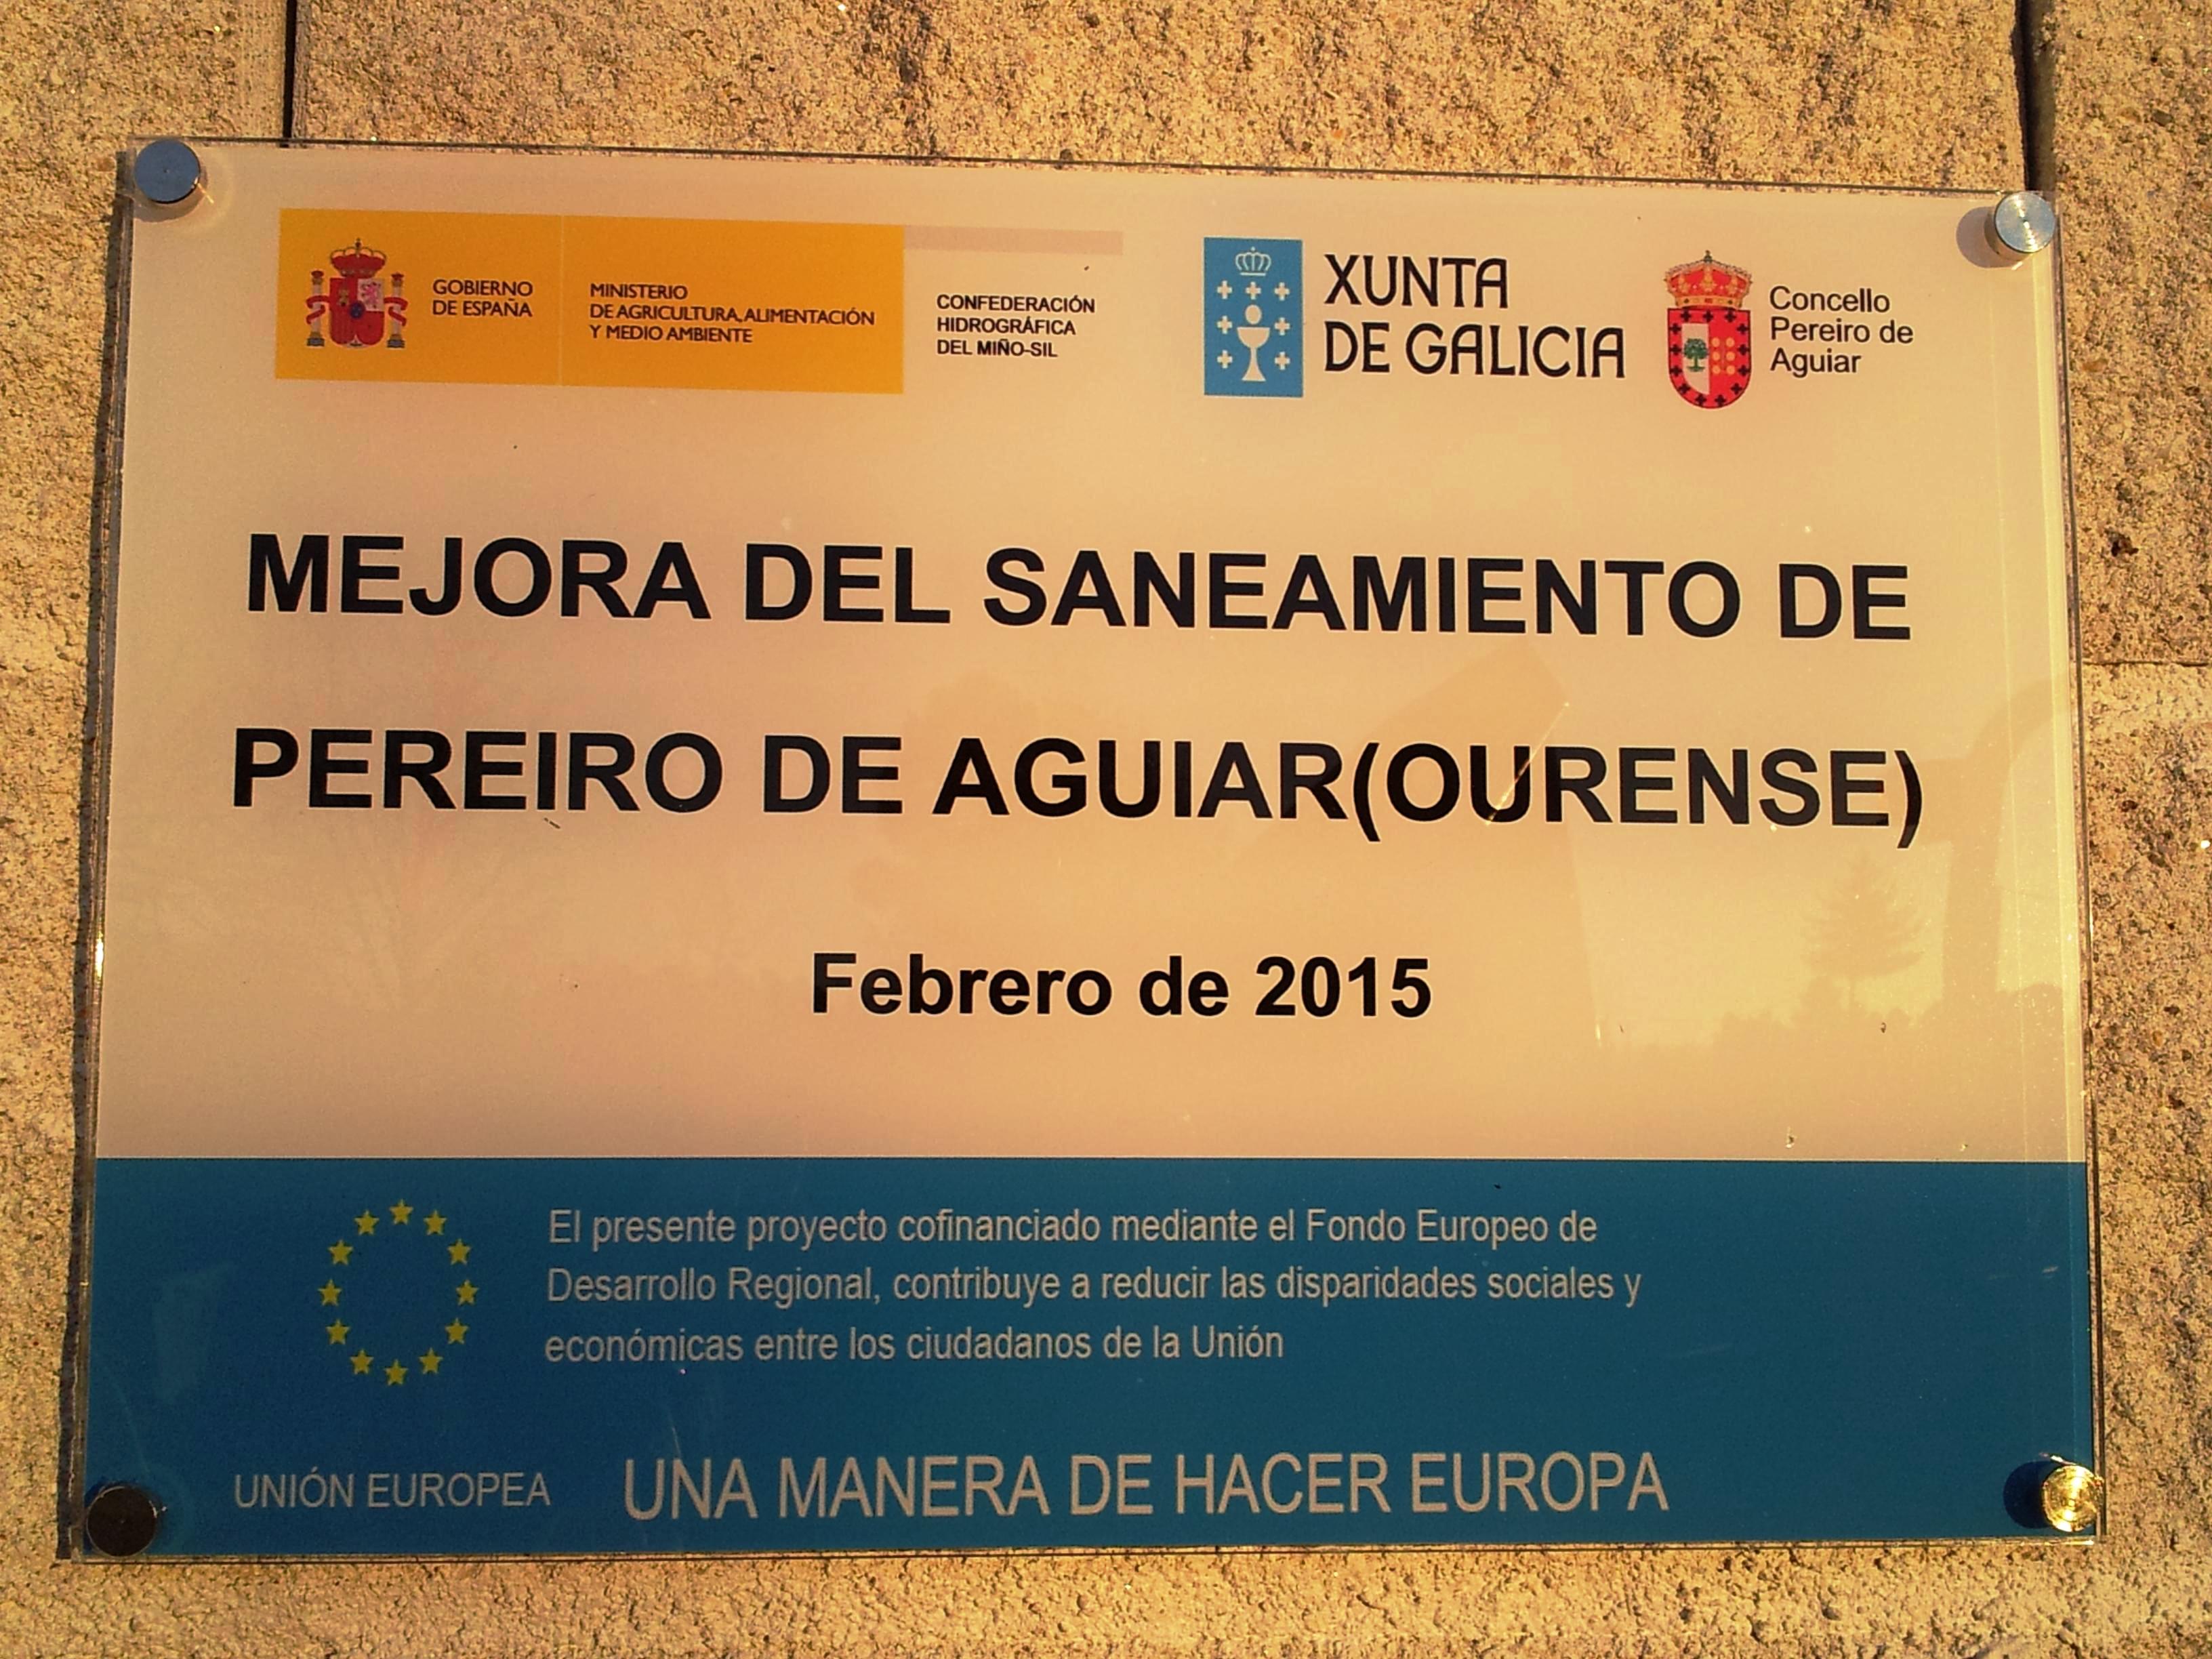 GOBIERNO
DE ESPAÑA
MINISTERIO
DE AGRICULTURA, ALIMENTACIÓN
Y MEDIO AMBIENTE
CONFEDERACIÓN
HIDROGRÁFICA
DEL MIÑO-SIL
XUNTA
DE GALICIA
Concello
Pereiro de
Aguiar
MEJORA DEL SANEAMIENTO DE
PEREIRO DE AGUIAR(OURENSE)
Febrero de 2015
El presente proyecto cofinanciado mediante el Fondo Europeo de
Desarrollo Regional, contribuye a reducir las disparidades sociales y
económicas entre los ciudadanos de la Unión
UNIÓN EUROPEA
UNA MANERA DE HACER EUROPA